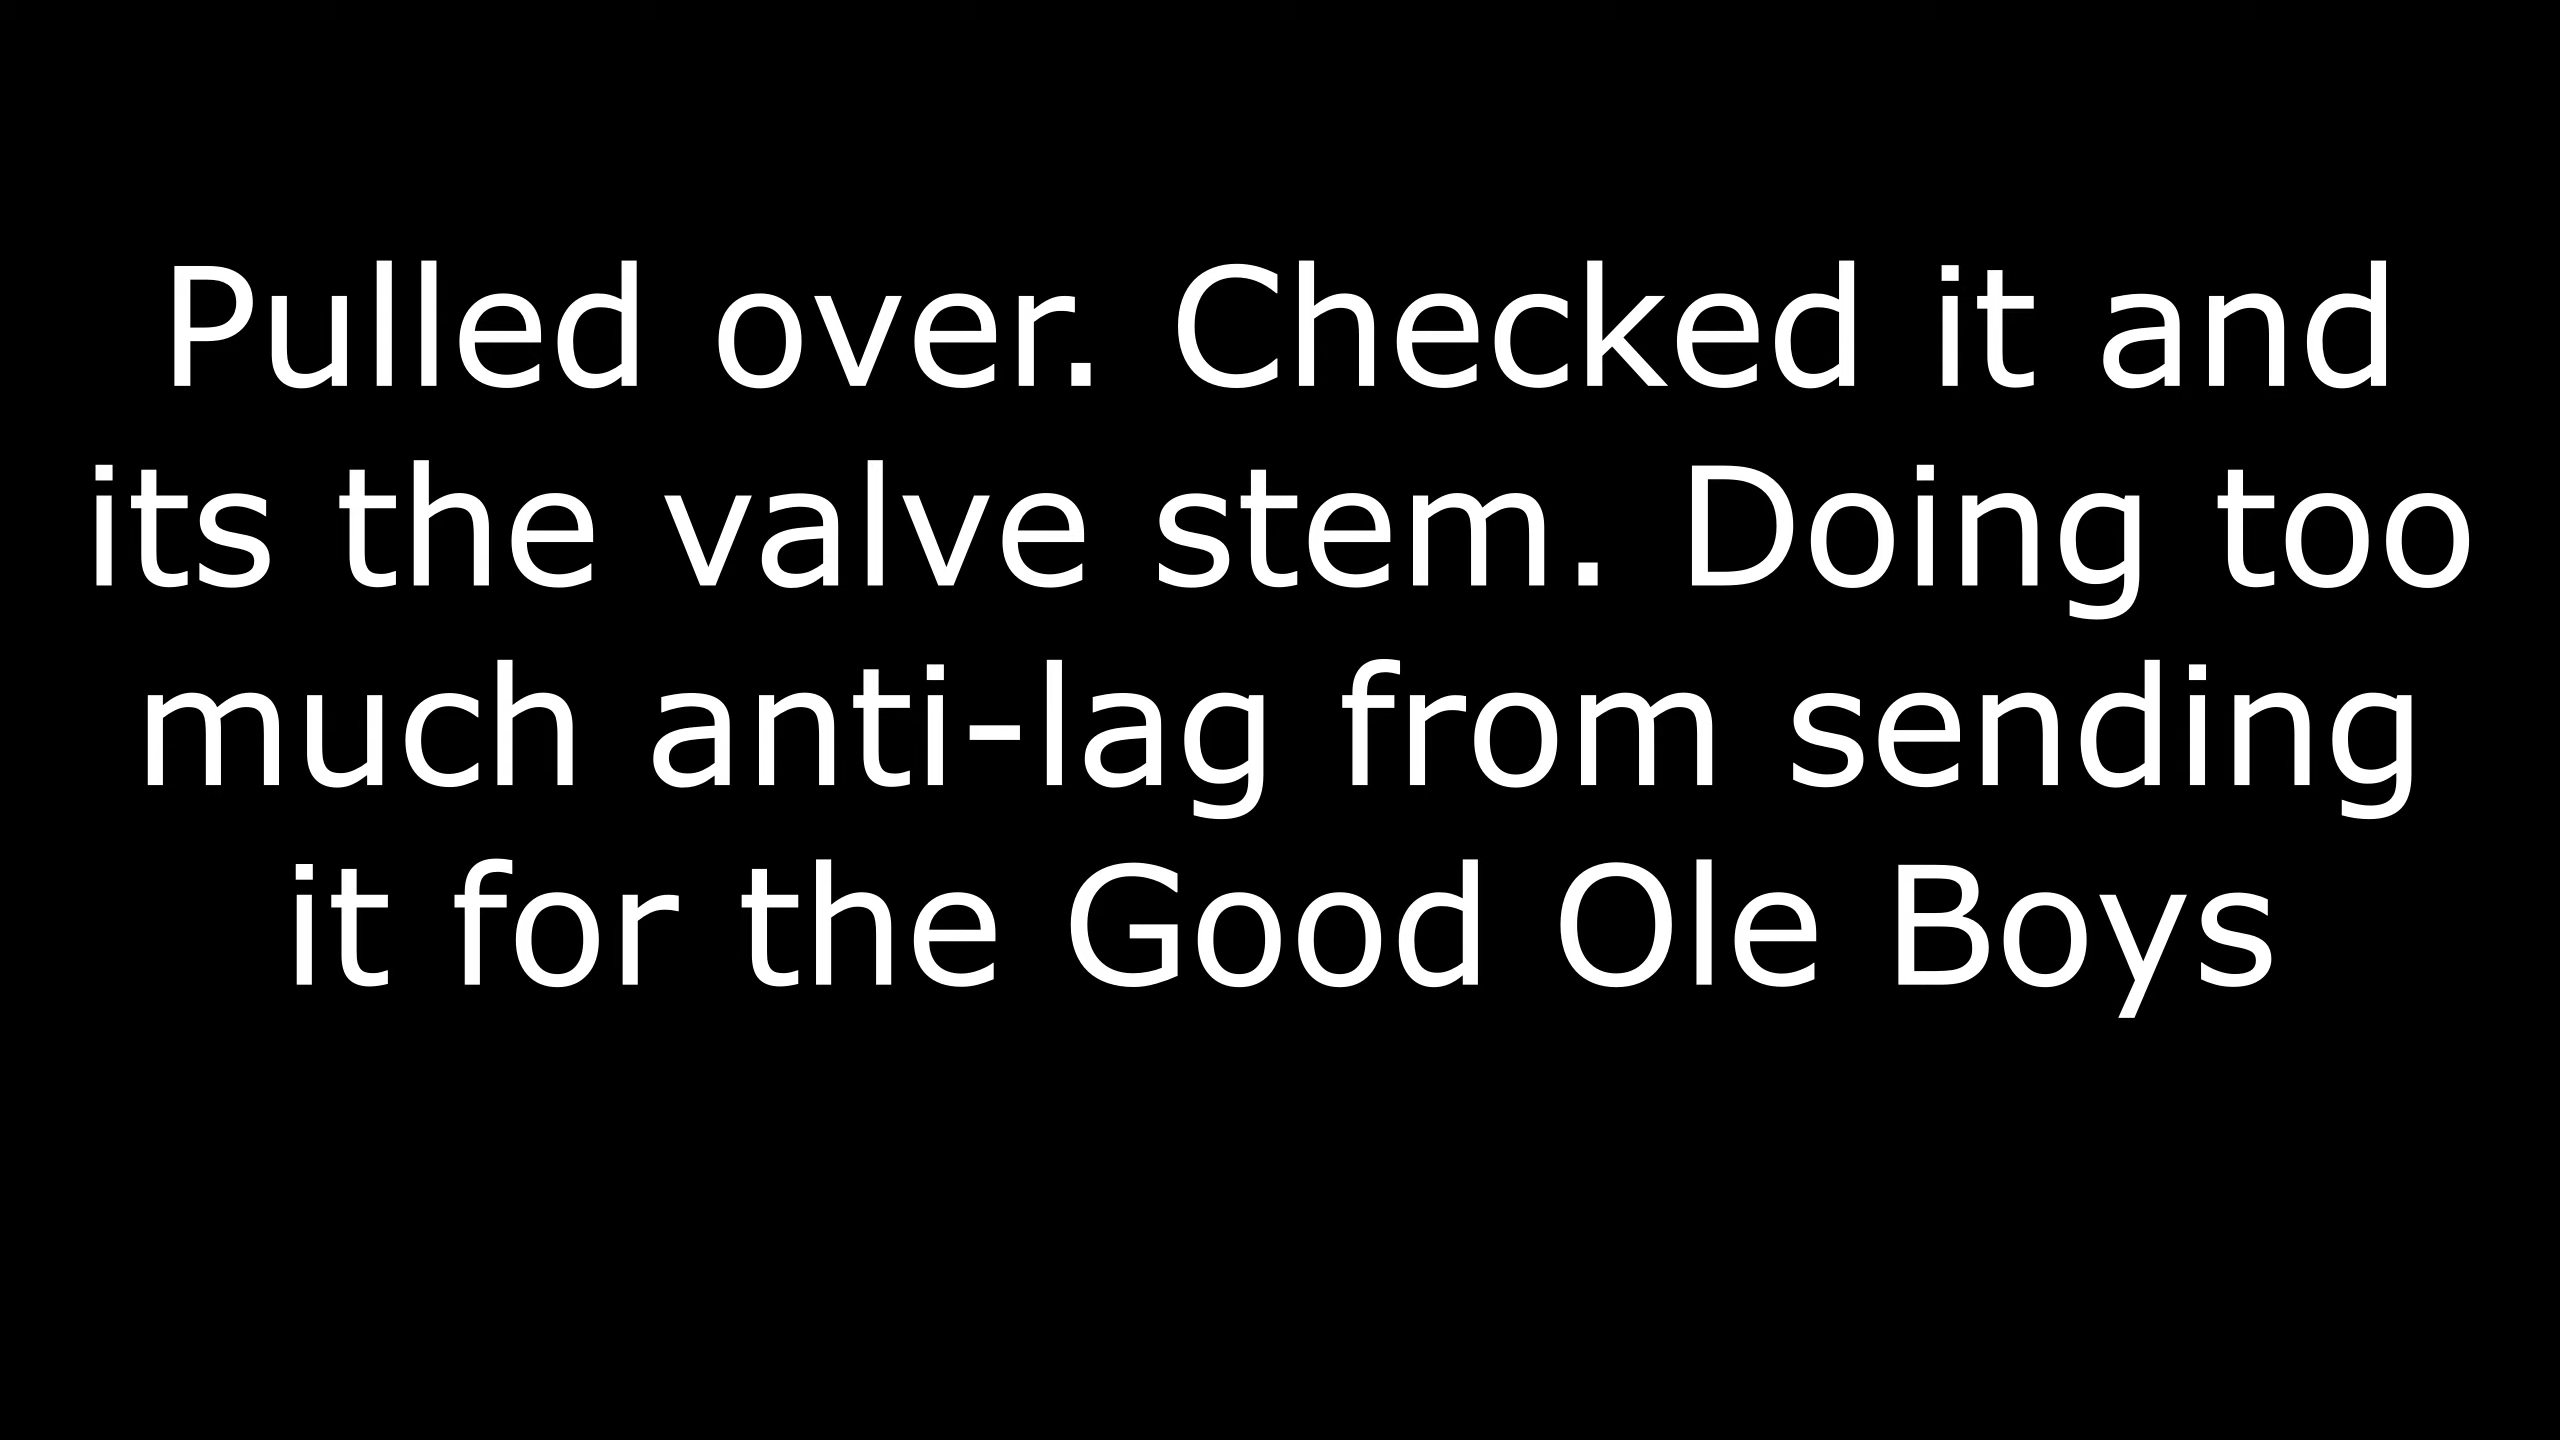 Pulled over. Checked it and
its the valve stem. Doing too
much anti-lag from sending
it for the Good Ole Boys